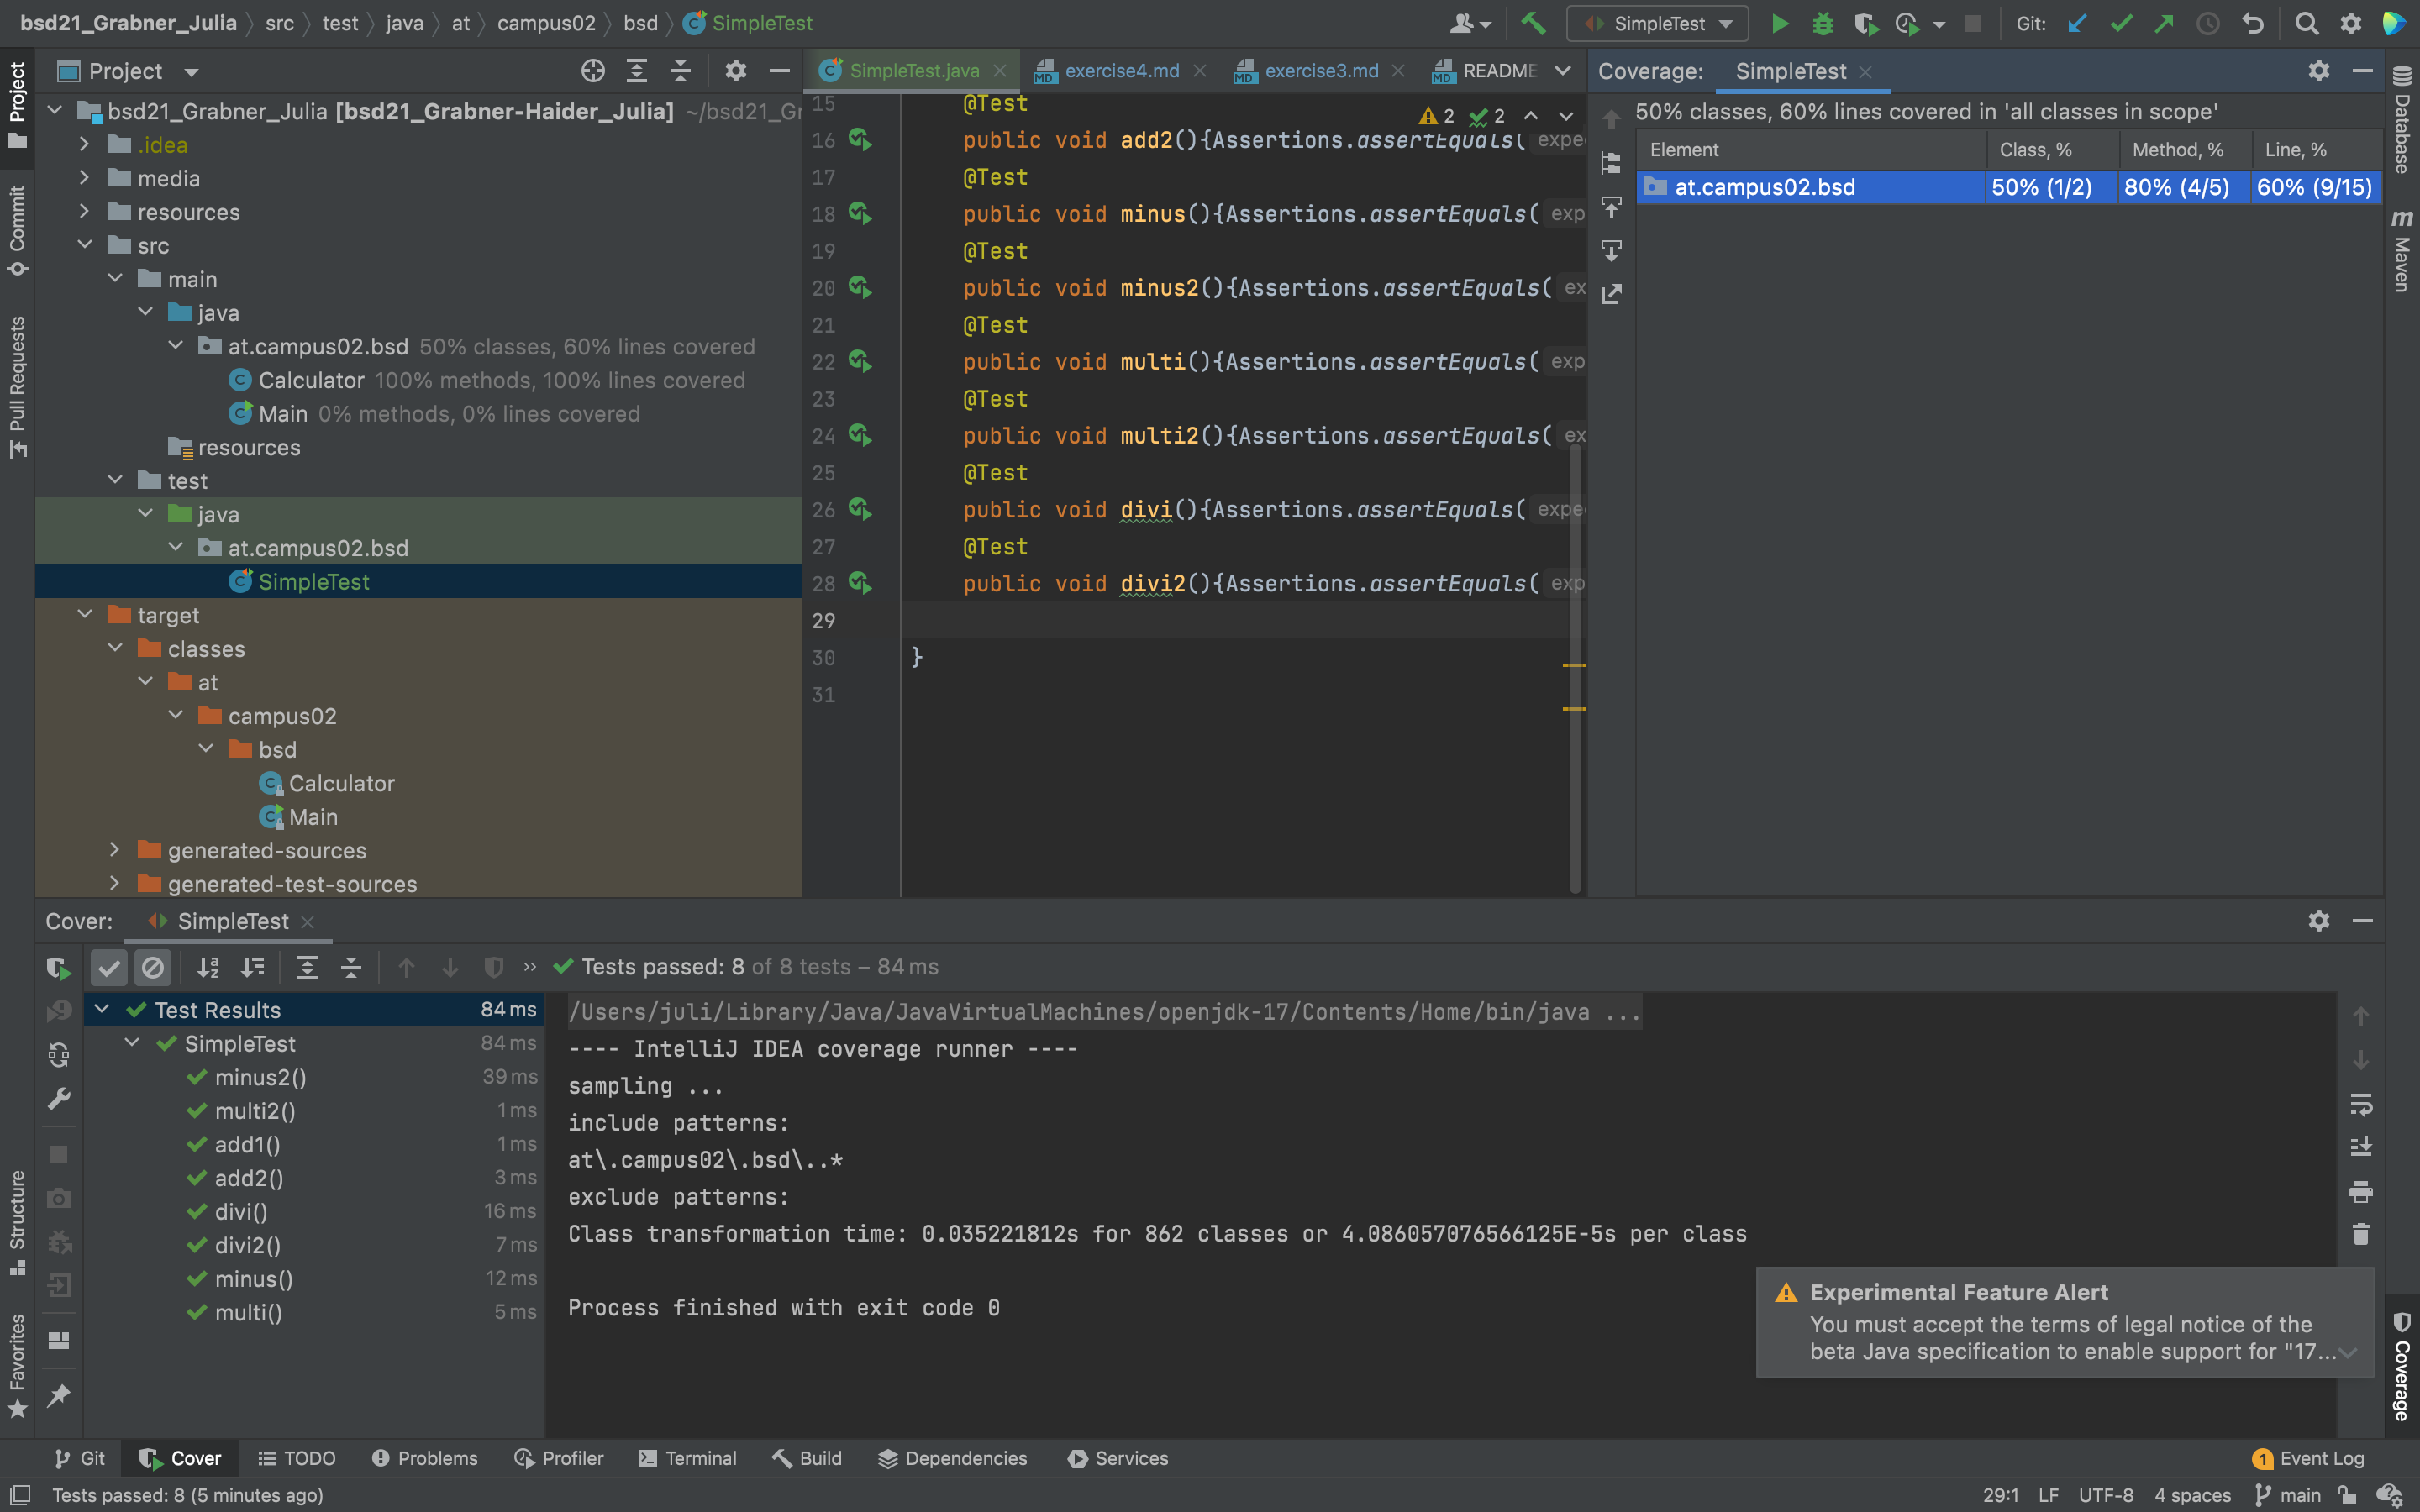 bsd21_Grabner_Julia src test java at campus02 bsd SimpleTest
SimpleTest
Git:
Project
bsd21_Grabner_Julia [bsd21_Grabner-Haider_Julia] ~/bsd21_Gr
.idea
media
resources
src
main
java
at.campus02.bsd 50% classes, 60% lines covered
Calculator 100% methods, 100% lines covered
Main 0% methods, 0% lines covered
resources
test
java
at.campus02.bsd
SimpleTest
target
classes
at
campus02
bsd
Calculator
Main
generated-sources
generated-test-sources
Project
Commit
Pull Requests
Structure
Favorites
SimpleTest.java exercise4.md exercise3.md README
2 2
15 @Test
16 public void add2(){Assertions.assertEquals( expe
17 @Test
18 public void minus(){Assertions.assertEquals( exp
19 @Test
20 public void minus2(){Assertions.assertEquals( ex
21 @Test
22 public void multi(){Assertions.assertEquals( exp
23 @Test
24 public void multi2(){Assertions.assertEquals( ex
25 @Test
26 public void divi(){Assertions.assertEquals( expe
27 @Test
28 public void divi2(){Assertions.assertEquals( exp
29
30 }
31
Coverage: SimpleTest
50% classes, 60% lines covered in 'all classes in scope'
Element Class, % Method, % Line, %
at.campus02.bsd 50% (1/2) 80% (4/5) 60% (9/15)
Database
m Maven
Coverage
Cover: SimpleTest
Tests passed: 8 of 8 tests – 84 ms
Test Results 84 ms
SimpleTest 84 ms
minus2() 39 ms
multi2() 1 ms
add1() 1 ms
add2() 3 ms
divi() 16 ms
divi2() 7 ms
minus() 12 ms
multi() 5 ms
/Users/juli/Library/Java/JavaVirtualMachines/openjdk-17/Contents/Home/bin/java ...
---- IntelliJ IDEA coverage runner ----
sampling ...
include patterns:
at\.campus02\.bsd\..*
exclude patterns:
Class transformation time: 0.035221812s for 862 classes or 4.086057076566125E-5s per class
Process finished with exit code 0
Experimental Feature Alert
You must accept the terms of legal notice of the
beta Java specification to enable support for "17...
Git Cover TODO Problems Profiler Terminal Build Dependencies Services
1 Event Log
Tests passed: 8 (5 minutes ago)
29:1 LF UTF-8 4 spaces main